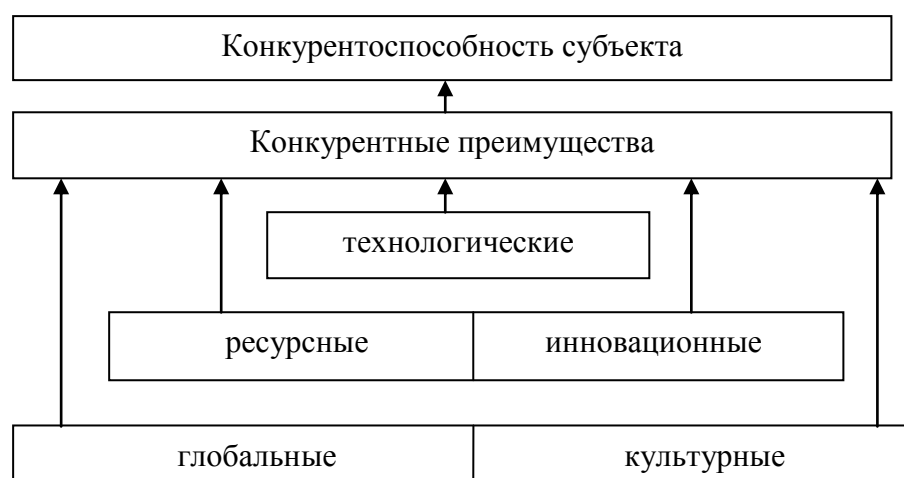 Конкурентоспособность субъекта
Конкурентные преимущества
технологические
ресурсные инновационные
глобальные культурные